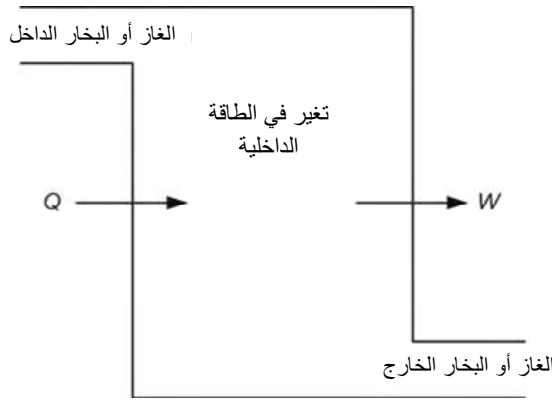 الغاز أو البخار الداخل
تغير في الطاقة
الداخلية
Q
W
الغاز أو البخار الخارج